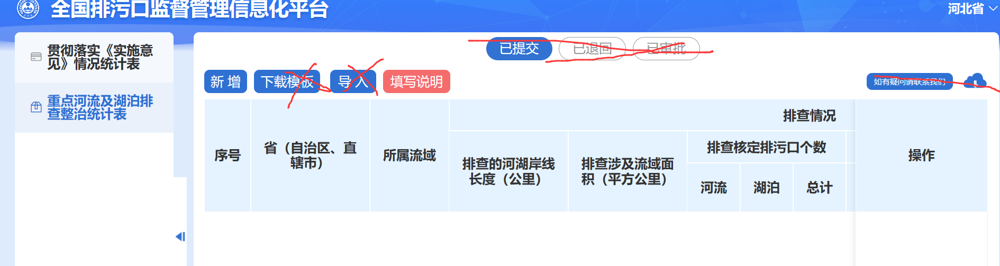 全国排污口监督管理信息化平台
河北省
贯彻落实《实施意
见》情况统计表
重点河流及湖泊排
查整治统计表
已提交 已退回 已审批
新 增 下载模板 导 入 填写说明 如有疑问请联系我们
序号
省（自治区、直
辖市）
所属流域
排查情况
排查的河湖岸线
长度（公里）
排查涉及流域面
积（平方公里）
排查核定排污口个数
河流 湖泊 总计
操作